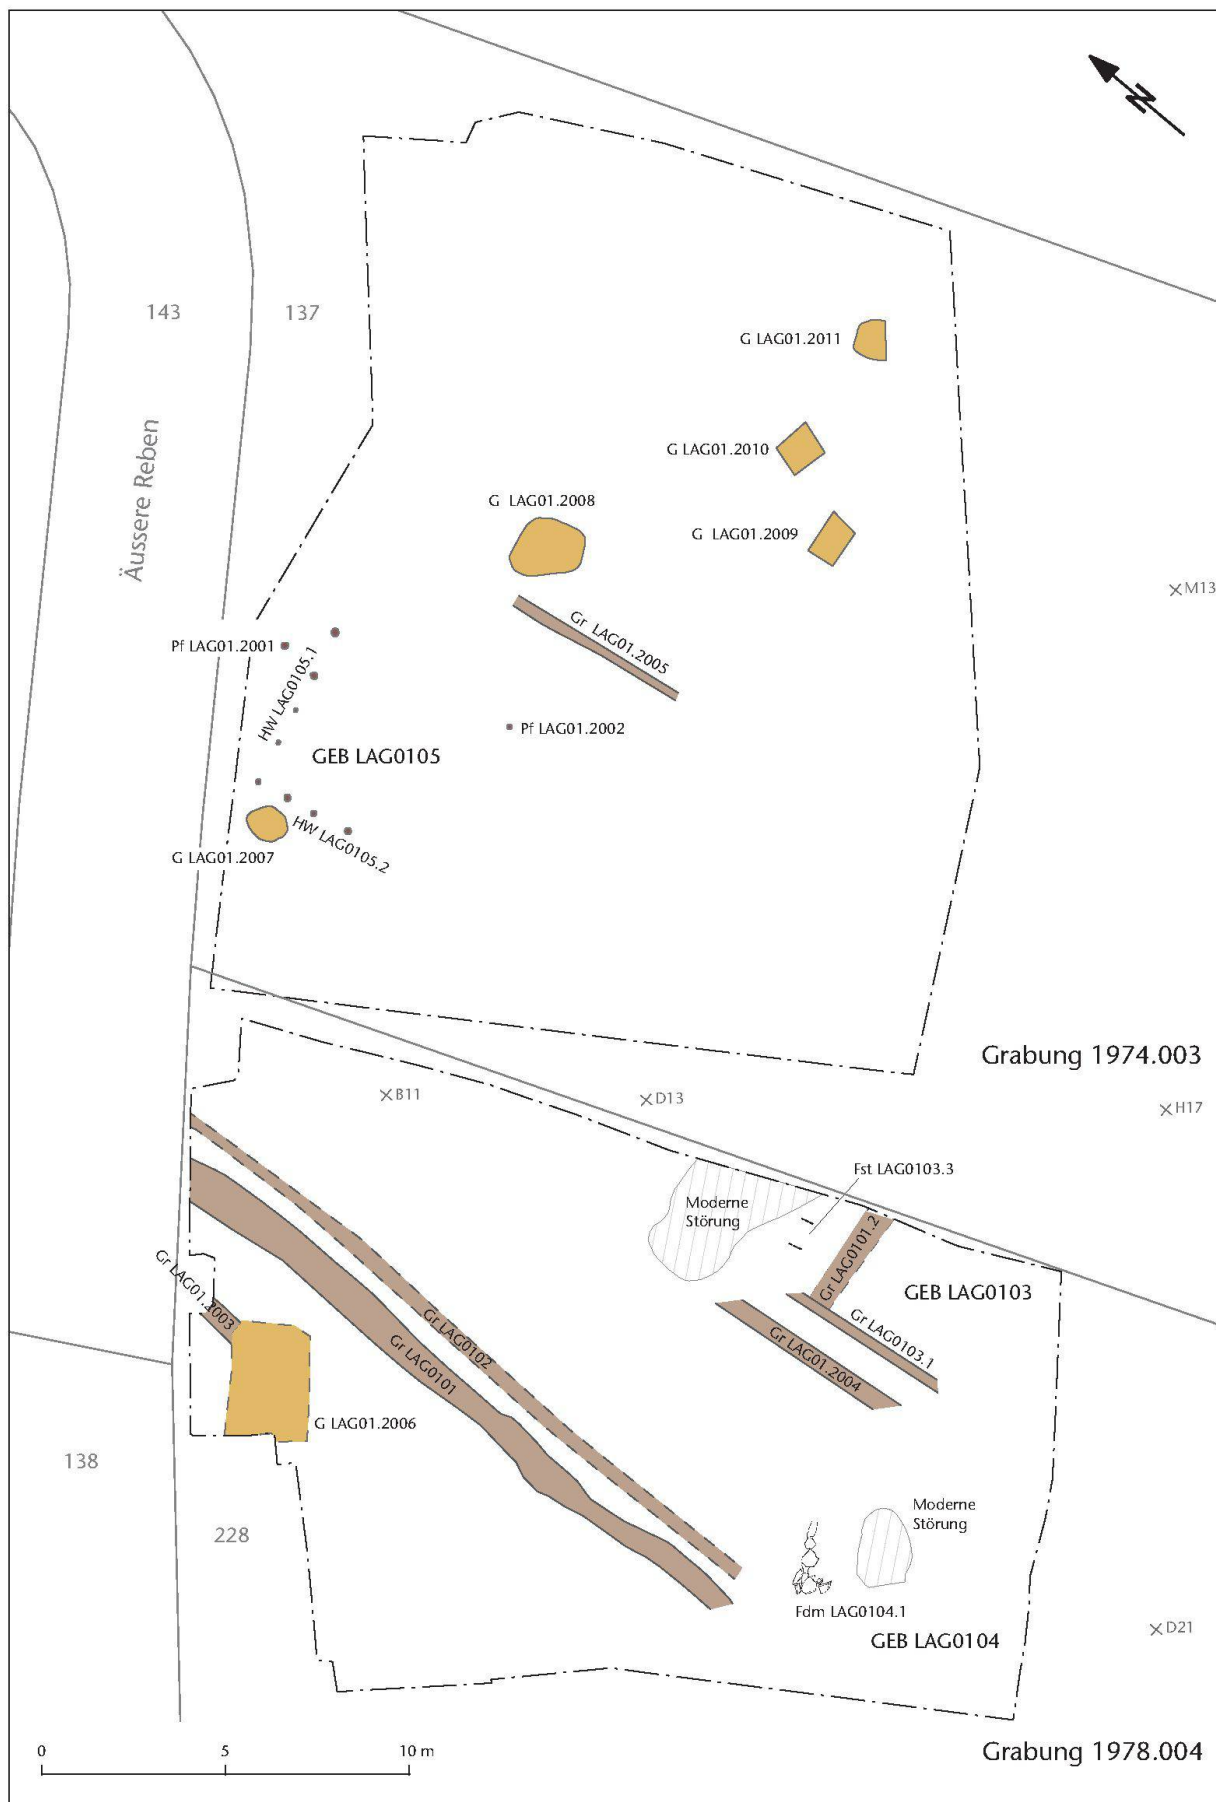 N
143
137
Äussere Reben
G LAG01.2011
G LAG01.2010
G LAG01.2008
G LAG01.2009
M13
Gr LAG01.2005
Pf LAG01.2001
HW LAG0105.1
Pf LAG01.2002
GEB LAG0105
HW LAG0105.2
G LAG01.2007
Grabung 1974.003
B11
D13
H17
Fst LAG0103.3
Moderne
Störung
Gr LAG0101.2
GEB LAG0103
Gr LAG01.2003
Gr LAG0102
Gr LAG0101
Gr LAG0103.1
Gr LAG01.2004
G LAG01.2006
138
228
Moderne
Störung
Fdm LAG0104.1
GEB LAG0104
D21
0 5 10 m
Grabung 1978.004